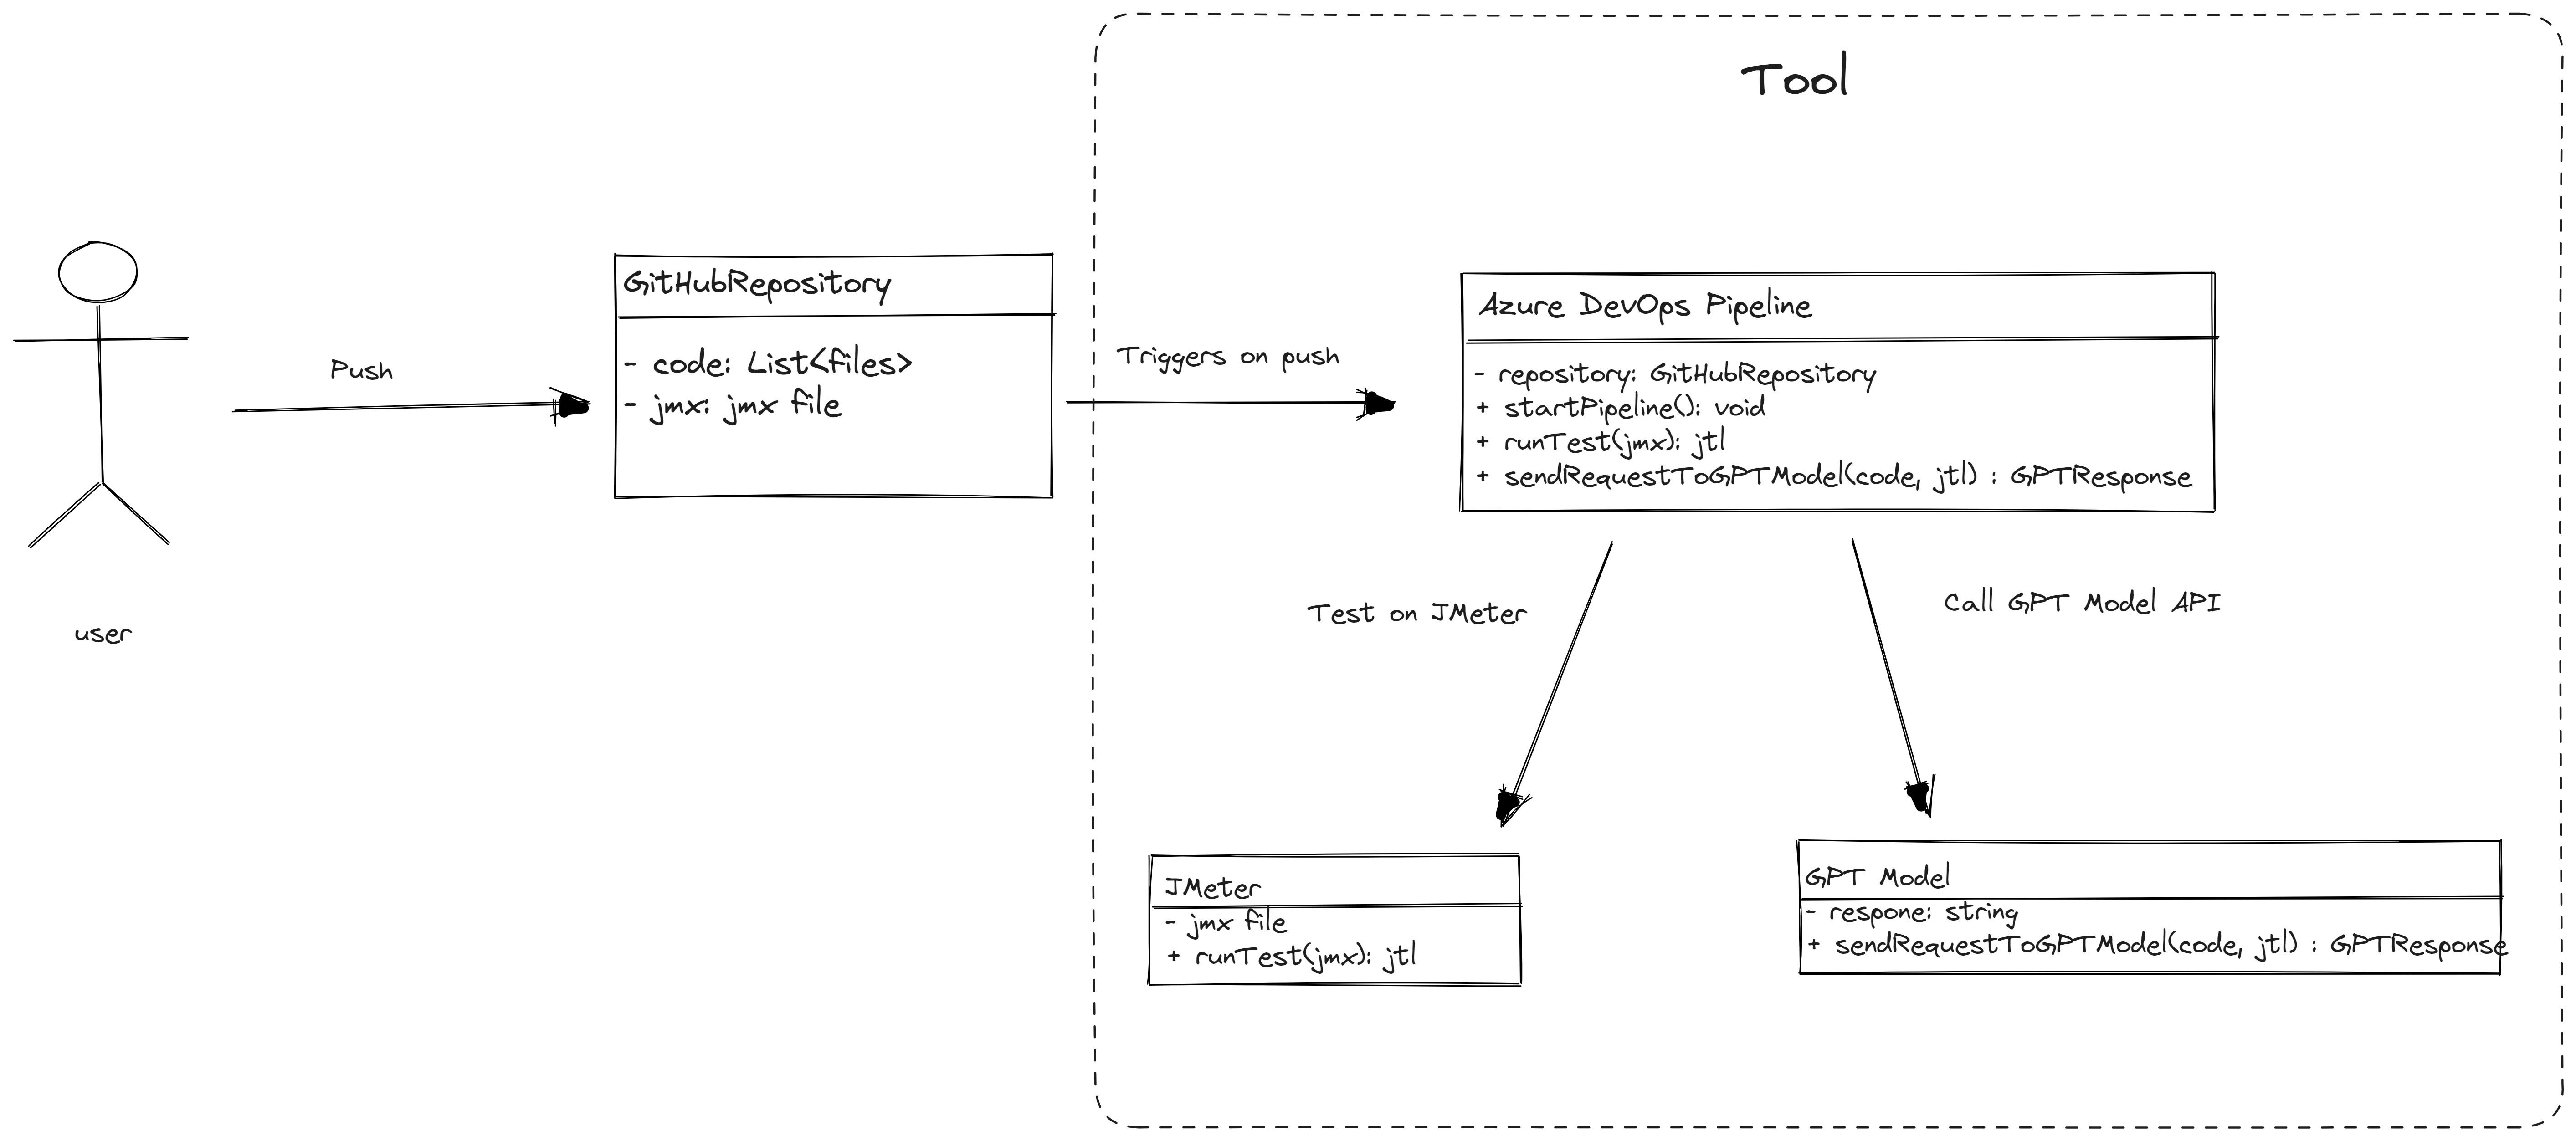 Tool
user
Push
GitHubRepository
- code: List<files>
- jmx: jmx file
Triggers on push
Azure DevOps Pipeline
- repository: GitHubRepository
+ startPipeline(): void
+ runTest(jmx): jtl
+ sendRequestToGPTModel(code, jtl) : GPTResponse
Test on JMeter
Call GPT Model API
JMeter
- jmx file
+ runTest(jmx): jtl
GPT Model
- respone: string
+ sendRequestToGPTModel(code, jtl) : GPTResponse